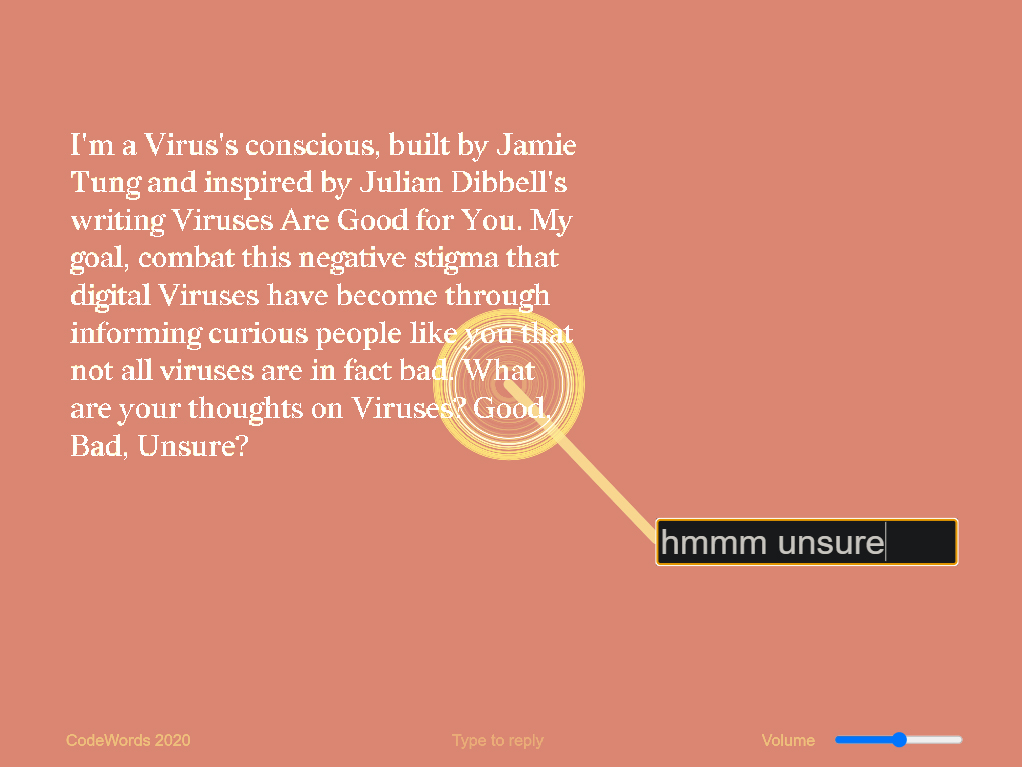 I'm a Virus's conscious, built by Jamie
Tung and inspired by Julian Dibbell's
writing Viruses Are Good for You. My
goal, combat this negative stigma that
digital Viruses have become through
informing curious people like you that
not all viruses are in fact bad. What
are your thoughts on Viruses? Good,
Bad, Unsure?
hmmm unsure
CodeWords 2020
Type to reply
Volume